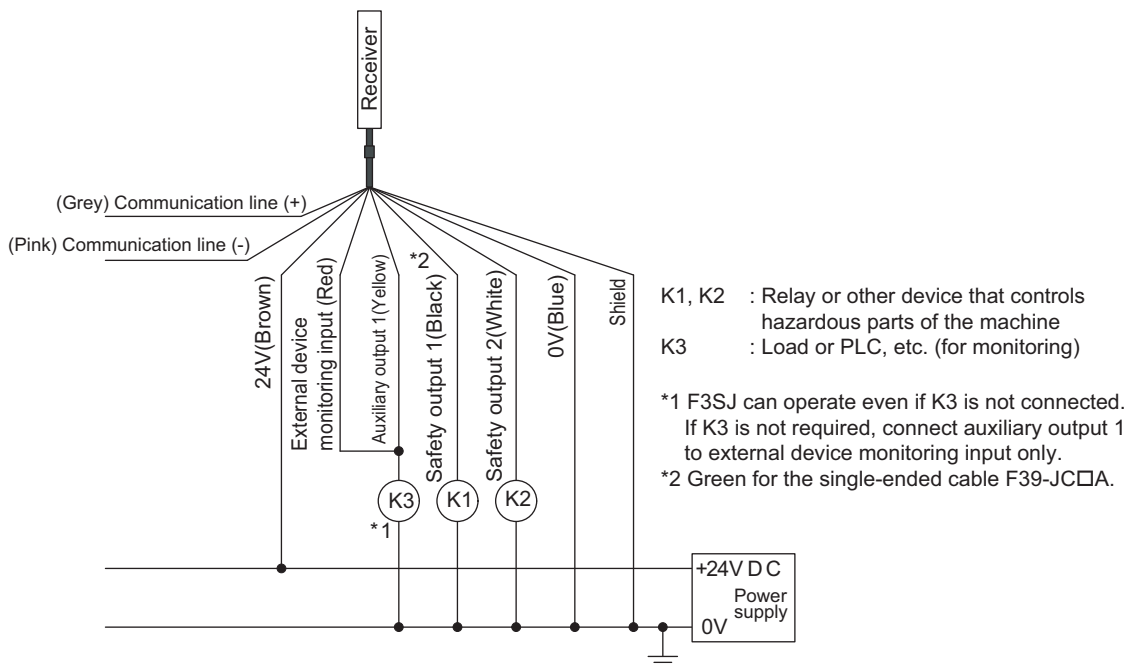 Receiver
(Grey) Communication line (+)
(Pink) Communication line (-)
24V(Brown)
External device
monitoring input (Red)
Auxiliary output 1(Yellow)
*2
Safety output 1(Black)
Safety output 2(White)
0V(Blue)
Shield
K3
K1
K2
*1
K1, K2 : Relay or other device that controls
hazardous parts of the machine
K3 : Load or PLC, etc. (for monitoring)
*1 F3SJ can operate even if K3 is not connected.
If K3 is not required, connect auxiliary output 1
to external device monitoring input only.
*2 Green for the single-ended cable F39-JC□A.
+24V D C
Power
supply
0V